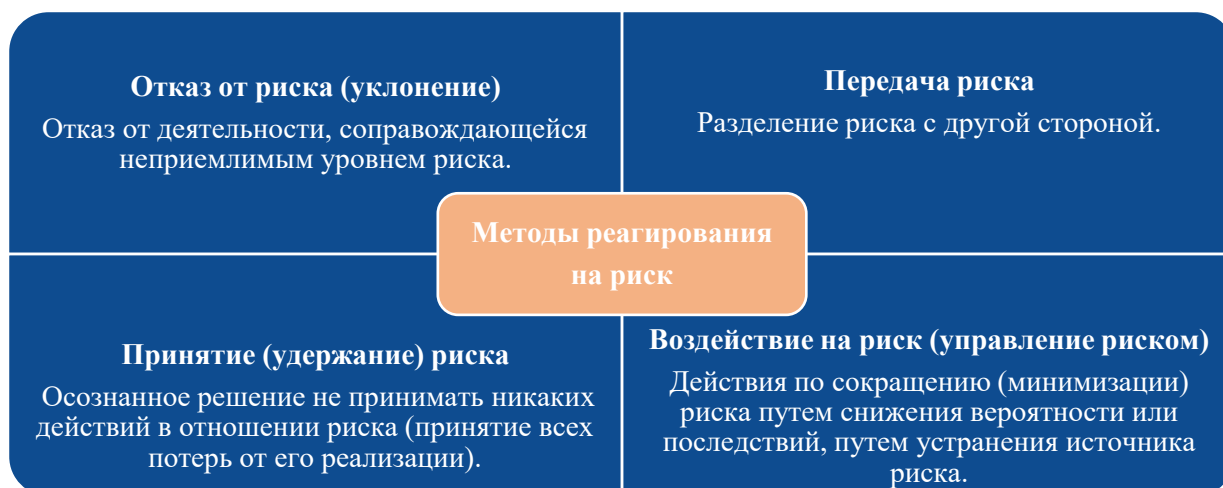 Отказ от риска (уклонение)
Отказ от деятельности, соправождающейся
неприемлимым уровнем риска.
Передача риска
Разделение риска с другой стороной.
Методы реагирования
на риск
Принятие (удержание) риска
Осознанное решение не принимать никаких
действий в отношении риска (принятие всех
потерь от его реализации).
Воздействие на риск (управление риском)
Действия по сокращению (минимизации)
риска путем снижения вероятности или
последствий, путем устранения источника
риска.